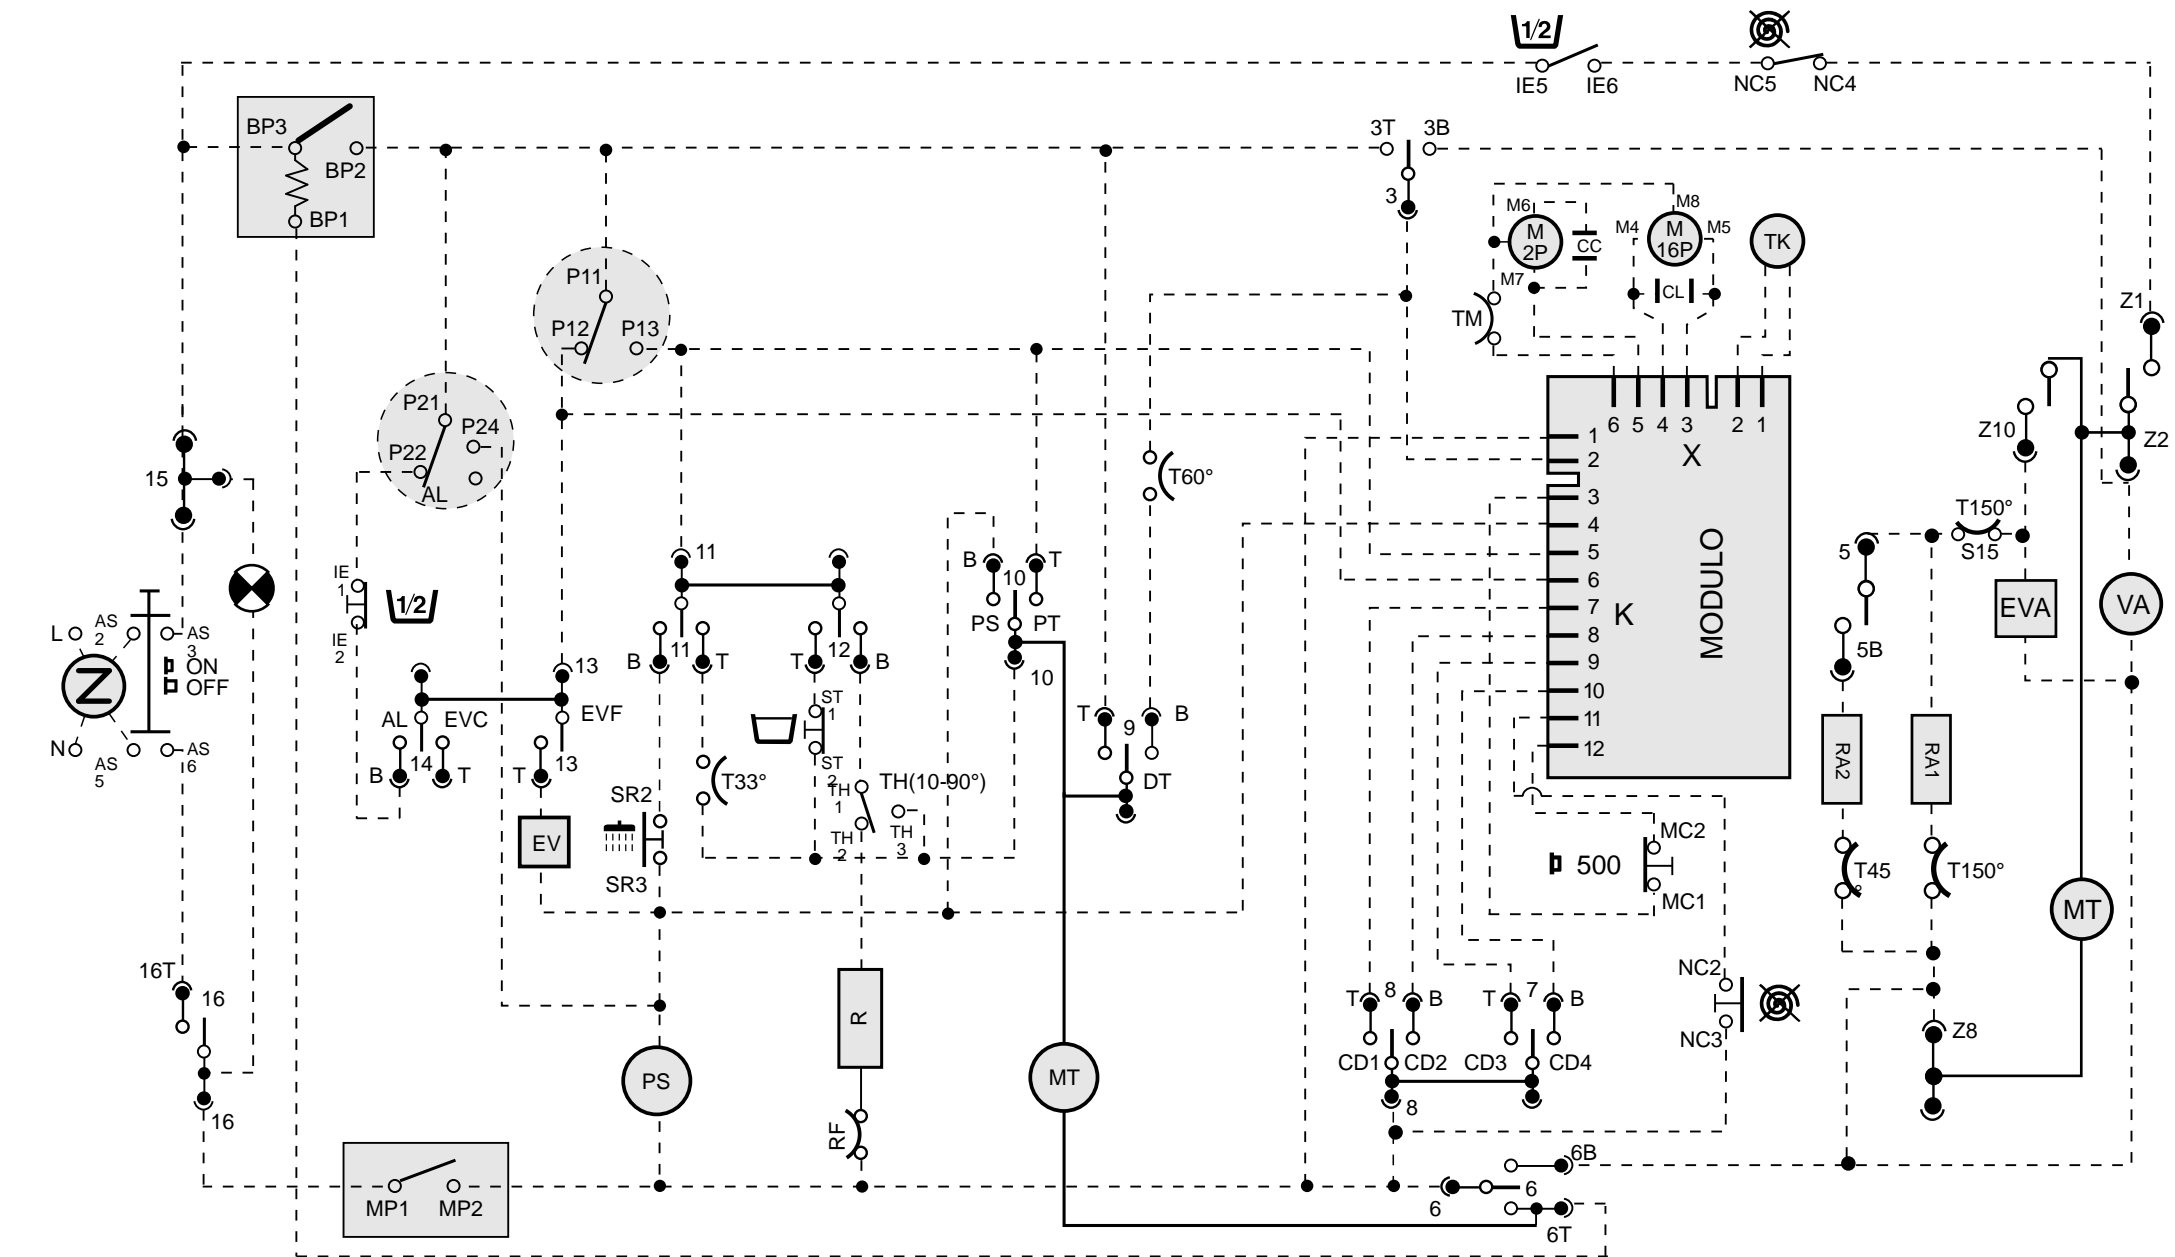 1/2
IE5 IE6
NC5 NC4
BP3
BP2
BP1
3T 3B
3
M6
M
2P
M7
CC
M8
M4
M
16P
M5
CL
TK
TM
Z1
P11
P12 P13
P21
P24
P22
AL
6 5 4 3 2 1
X
1
2
3
4
5
6
7
8
9
10
11
12
K
MODULO
Z10
Z2
15
T60°
T150°
S15
5
5B
EVA
VA
IE
1
1/2
IE
2
11
B 10 T
PS PT
10
L
AS
2
AS
3
ON
OFF
Z
N
AS
5
AS
6
B 11 T
T 12 B
13
AL EVC
EVF
B 14 T
T 13
ST
1
ST
2
T 9 B
DT
RA2
RA1
T33°
TH(10-90°)
TH
1
TH
2
TH
3
SR2
SR3
EV
MC2
500
MC1
T45
°
T150°
MT
16T
16
16
NC2
NC3
T 8 B
T 7 B
CD1 CD2
CD3 CD4
8
Z8
R
PS
MT
RF
MP1 MP2
6B
6
6
6T